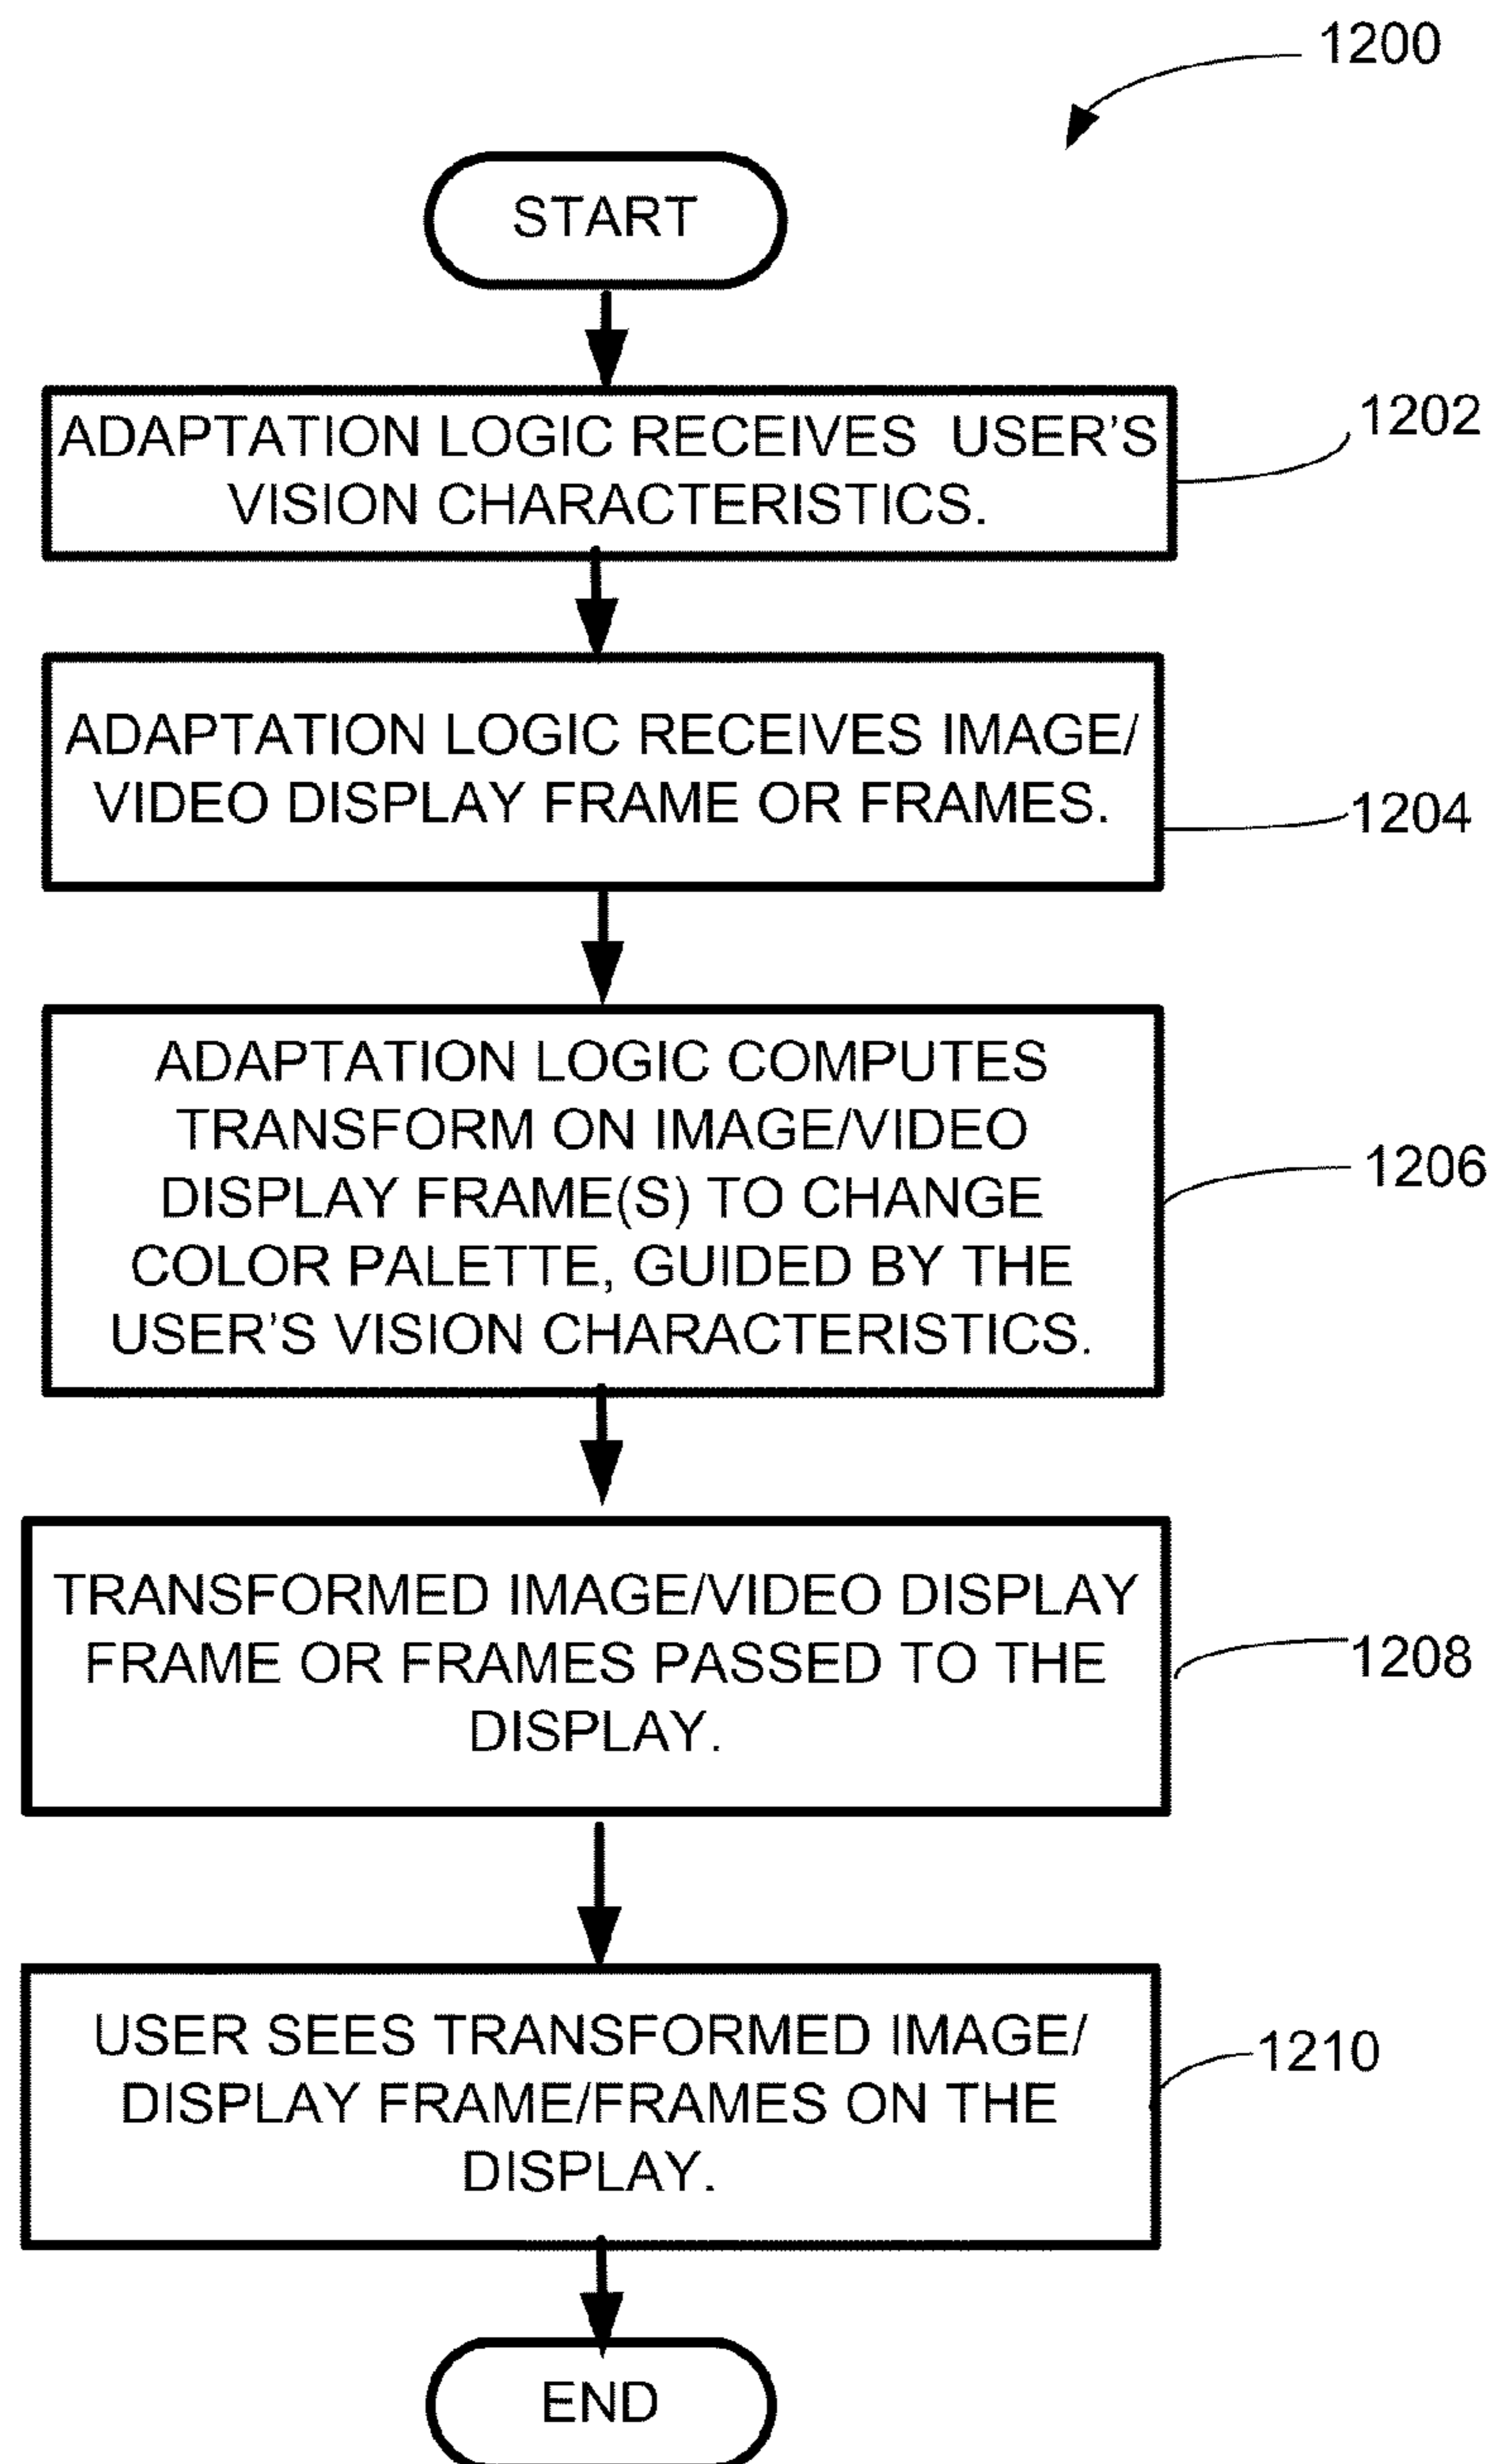 1200
START
ADAPTATION LOGIC RECEIVES USER'S
VISION CHARACTERISTICS.
1202
ADAPTATION LOGIC RECEIVES IMAGE/
VIDEO DISPLAY FRAME OR FRAMES.
1204
ADAPTATION LOGIC COMPUTES
TRANSFORM ON IMAGE/VIDEO
DISPLAY FRAME(S) TO CHANGE
COLOR PALETTE, GUIDED BY THE
USER'S VISION CHARACTERISTICS.
1206
TRANSFORMED IMAGE/VIDEO DISPLAY
FRAME OR FRAMES PASSED TO THE
DISPLAY.
1208
USER SEES TRANSFORMED IMAGE/
DISPLAY FRAME/FRAMES ON THE
DISPLAY.
1210
END